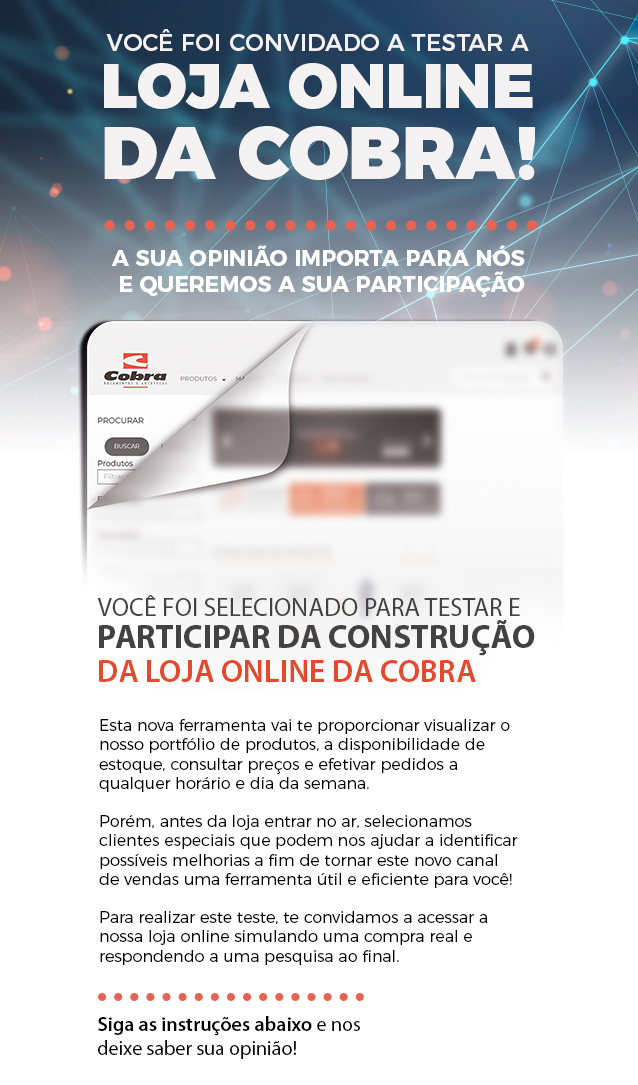 VOCÊ FOI CONVIDADO A TESTAR A
LOJA ONLINE
DA COBRA!
A SUA OPINIÃO IMPORTA PARA NÓS
E QUEREMOS A SUA PARTICIPAÇÃO
Cobra
ROLAMENTOS E AUTOPEÇAS
PRODUTOS
PROCURAR
BUSCAR
Produtos
VOCÊ FOI SELECIONADO PARA TESTAR E
PARTICIPAR DA CONSTRUÇÃO
DA LOJA ONLINE DA COBRA
Esta nova ferramenta vai te proporcionar visualizar o
nosso portfólio de produtos, a disponibilidade de
estoque, consultar preços e efetivar pedidos a
qualquer horário e dia da semana.
Porém, antes da loja entrar no ar, selecionamos
clientes especiais que podem nos ajudar a identificar
possíveis melhorias a fim de tornar este novo canal
de vendas uma ferramenta útil e eficiente para você!
Para realizar este teste, te convidamos a acessar a
nossa loja online simulando uma compra real e
respondendo a uma pesquisa ao final.
Siga as instruções abaixo e nos
deixe saber sua opinião!